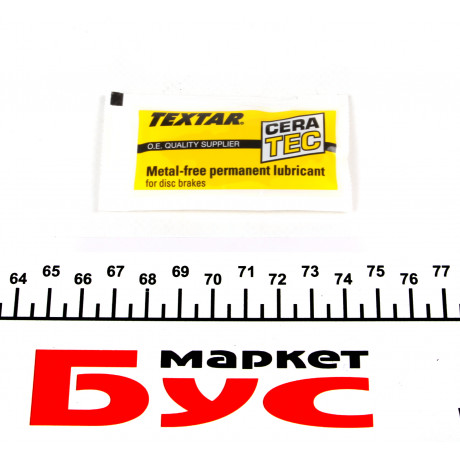 TEXTAR
CERA
TEC
O.E. QUALITY SUPPLIER
Metal-free permanent lubricant
for disc brakes
64 65 66 67 68 69 70 71 72 73 74 75 76 77
маркет
Бус